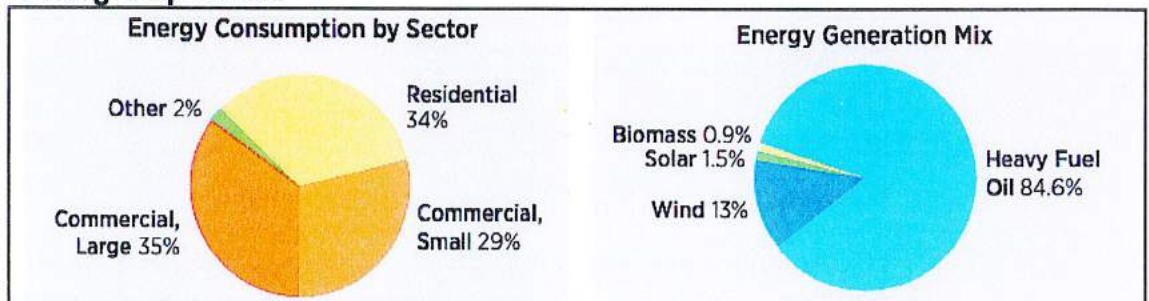 Energy Consumption by Sector
Other 2%
Residential
34%
Commercial,
Large 35%
Commercial,
Small 29%
Energy Generation Mix
Biomass 0.9%
Solar 1.5%
Wind 13%
Heavy Fuel
Oil 84.6%